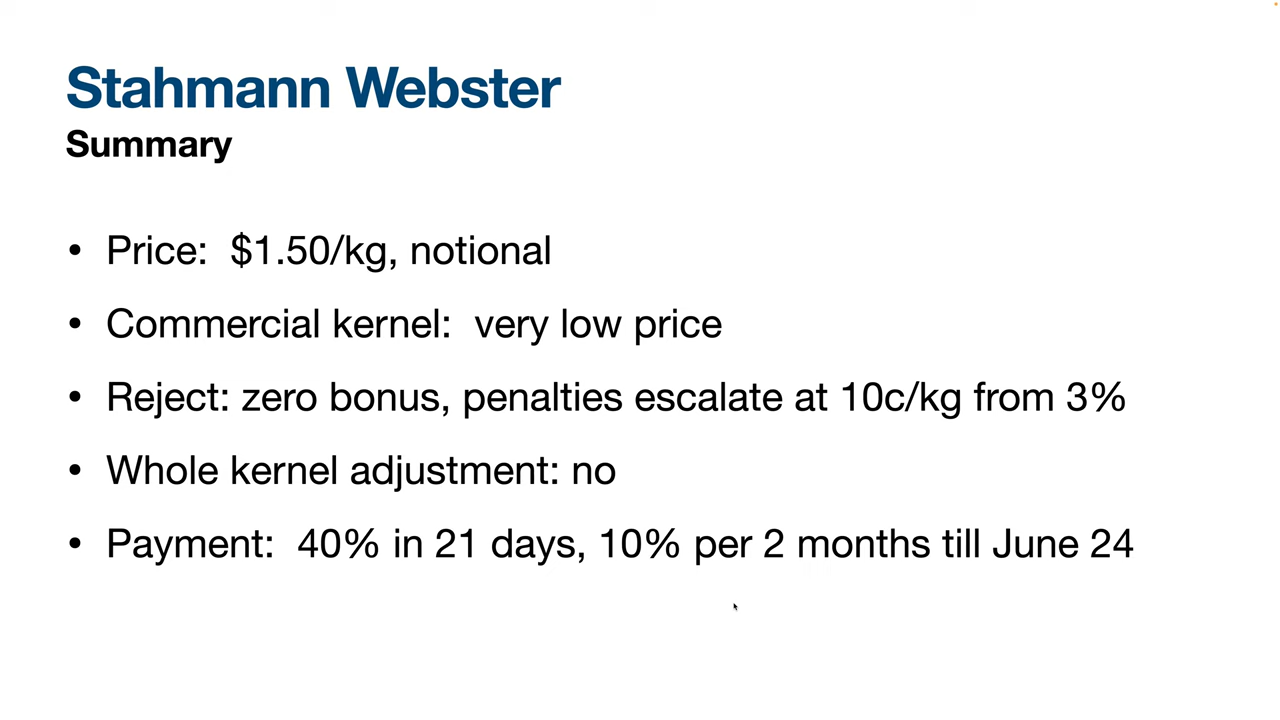 Stahmann Webster
Summary
• Price:  $1.50/kg, notional
• Commercial kernel:  very low price
• Reject: zero bonus, penalties escalate at 10c/kg from 3%
• Whole kernel adjustment: no
• Payment:  40% in 21 days, 10% per 2 months till June 24